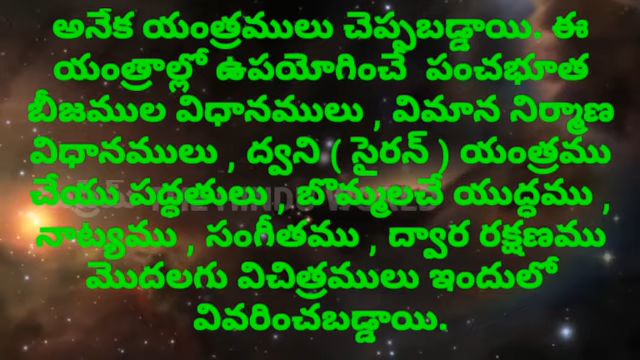 అనేక యంత్రములు చెప్పబడ్డాయి. ఈ
యంత్రాల్లో ఉపయోగించే పంచభూత
బీజముల విధానములు , విమాన నిర్మాణ
విధానములు , ద్వని ( సైరన్ ) యంత్రము
చేయు పద్ధతులు , బొమ్మలచే యుద్ధము ,
నాట్యము , సంగీతము , ద్వార రక్షణము
మొదలగు విచిత్రములు ఇందులో
వివరించబడ్డాయి.